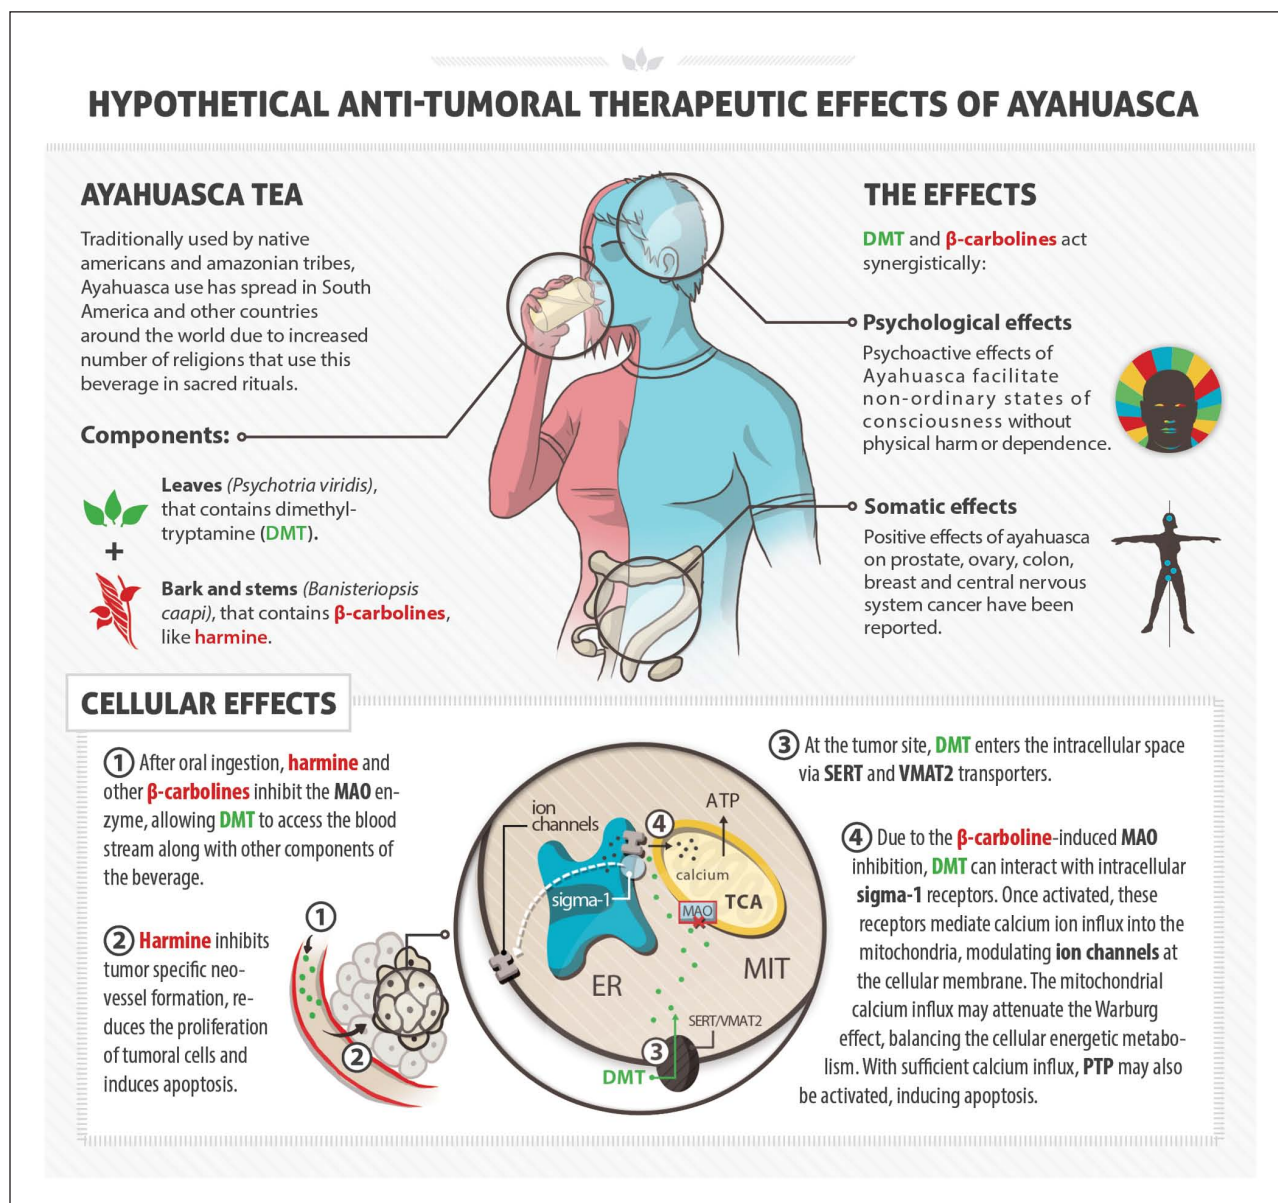 HYPOTHETICAL ANTI-TUMORAL THERAPEUTIC EFFECTS OF AYAHUASCA
AYAHUASCA TEA
Traditionally used by native
americans and amazonian tribes,
Ayahuasca use has spread in South
America and other countries
around the world due to increased
number of religions that use this
beverage in sacred rituals.
Components:
Leaves (Psychotria viridis),
that contains dimethyl-
tryptamine (DMT).
+
Bark and stems (Banisteriopsis
caapi), that contains β-carbolines,
like harmine.
THE EFFECTS
DMT and β-carbolines act
synergistically:
Psychological effects
Psychoactive effects of
Ayahuasca facilitate
non-ordinary states of
consciousness without
physical harm or dependence.
Somatic effects
Positive effects of ayahuasca
on prostate, ovary, colon,
breast and central nervous
system cancer have been
reported.
CELLULAR EFFECTS
1 After oral ingestion, harmine and
other β-carbolines inhibit the MAO en-
zyme, allowing DMT to access the blood
stream along with other components of
the beverage.
2 Harmine inhibits
tumor specific neo-
vessel formation, re-
duces the proliferation
of tumoral cells and
induces apoptosis.
1
2
ion
channels
4
ATP
calcium
sigma-1
TCA
MAO
MIT
ER
SERT/VMAT2
3
DMT
3 At the tumor site, DMT enters the intracellular space
via SERT and VMAT2 transporters.
4 Due to the β-carboline-induced MAO
inhibition, DMT can interact with intracellular
sigma-1 receptors. Once activated, these
receptors mediate calcium ion influx into the
mitochondria, modulating ion channels at
the cellular membrane. The mitochondrial
calcium influx may attenuate the Warburg
effect, balancing the cellular energetic metabo-
lism. With sufficient calcium influx, PTP may also
be activated, inducing apoptosis.